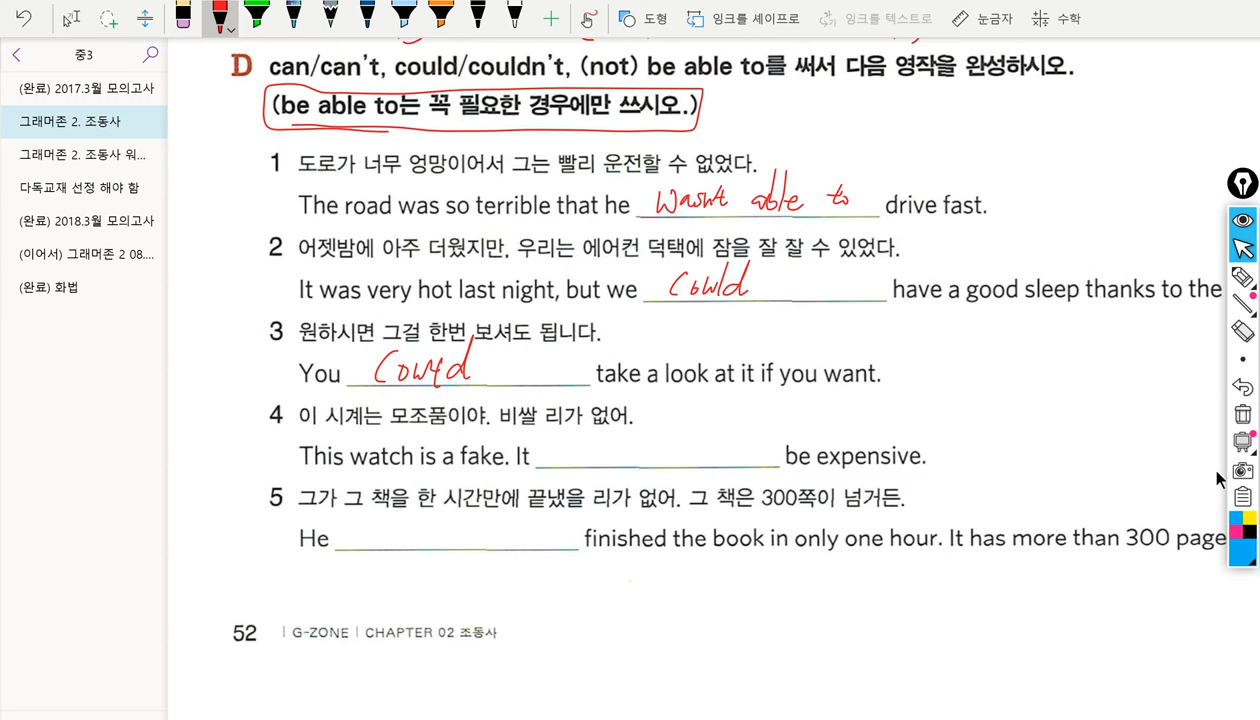 도형
잉크를 셰이프로
잉크를 텍스트로
눈금자
수학
중3
(완료) 2017.3월 모의고사
그래머존 2. 조동사
그래머존 2. 조동사 워...
다독교재 선정 해야 함
(완료) 2018.3월 모의고사
(이어서) 그래머존 2 08....
(완료) 화법
D can/can't, could/couldn't, (not) be able to를 써서 다음 영작을 완성하시오.
(be able to는 꼭 필요한 경우에만 쓰시오.)
1 도로가 너무 엉망이어서 그는 빨리 운전할 수 없었다.
The road was so terrible that he wasn't able to drive fast.
2 어젯밤에 아주 더웠지만, 우리는 에어컨 덕택에 잠을 잘 잘 수 있었다.
It was very hot last night, but we could have a good sleep thanks to the
3 원하시면 그걸 한번 보셔도 됩니다.
You could take a look at it if you want.
4 이 시계는 모조품이야. 비쌀 리가 없어.
This watch is a fake. It be expensive.
5 그가 그 책을 한 시간만에 끝냈을 리가 없어. 그 책은 300쪽이 넘거든.
He finished the book in only one hour. It has more than 300 page
52 G-ZONE | CHAPTER 02 조동사